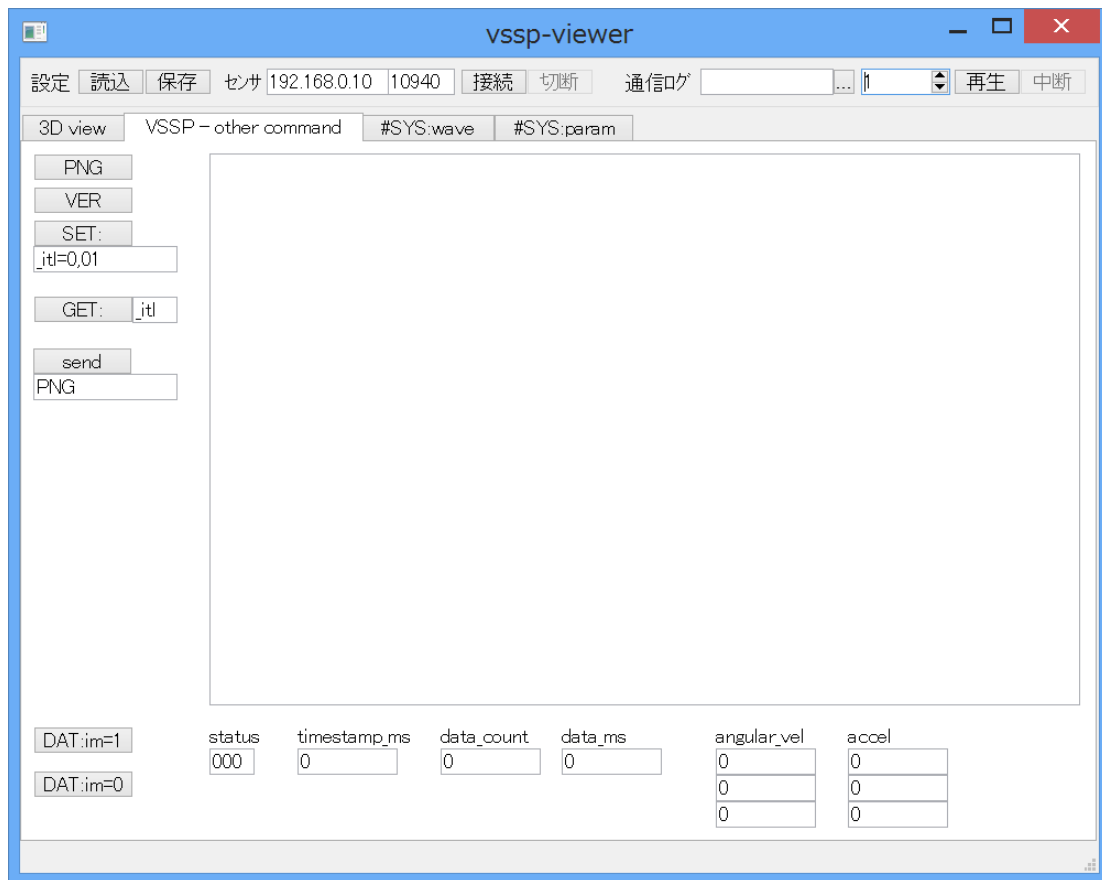 vssp-viewer
設定 読込 保存 センサ 192.168.0.10 10940 接続 切断 通信ログ ... 1 再生 中断
3D view VSSP - other command #SYS:wave #SYS:param
PNG
VER
SET:
_itl=0,01
GET: _itl
send
PNG
DAT:im=1 status timestamp_ms data_count data_ms angular_vel accel
000 0 0 0 0 0
DAT:im=0 0 0
0 0